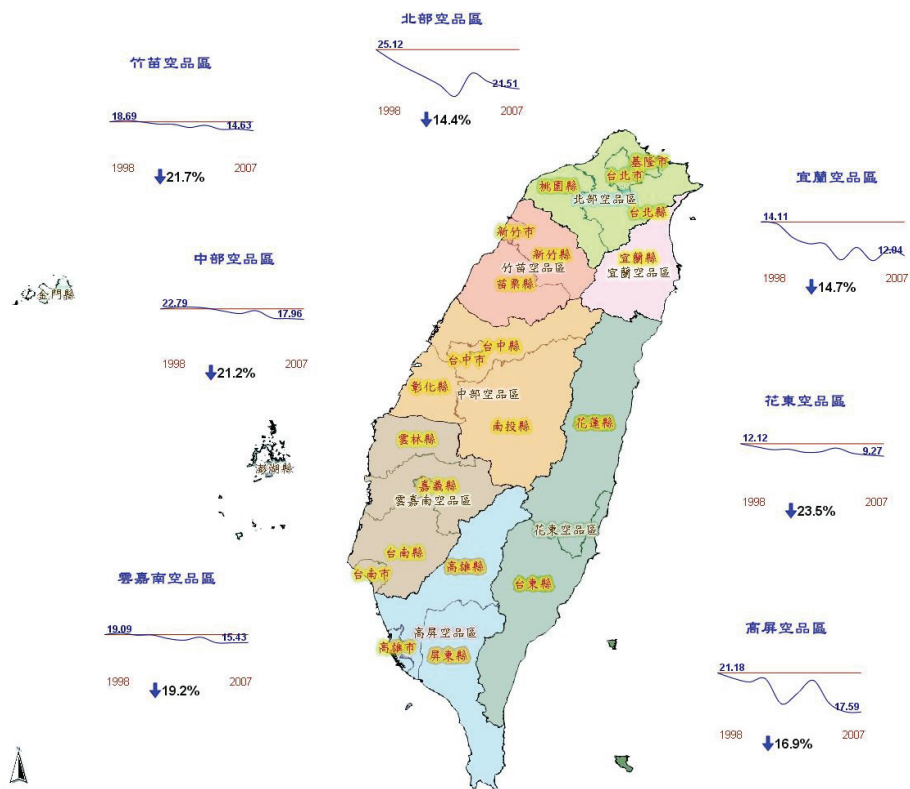 北部空品區
25.12
21.51
1998
2007
14.4%
竹苗空品區
18.69
14.63
1998
2007
21.7%
宜蘭空品區
14.11
12.04
1998
2007
14.7%
中部空品區
22.79
17.96
1998
2007
21.2%
花東空品區
12.12
9.27
1998
2007
23.5%
雲嘉南空品區
19.09
15.43
1998
2007
19.2%
高屏空品區
21.18
17.59
1998
2007
16.9%
基隆市
台北市
桃園縣
北部空品區
台北縣
新竹市
新竹縣
竹苗空品區
苗栗縣
宜蘭縣
宜蘭空品區
金門縣
台中縣
台中市
彰化縣
中部空品區
南投縣
花蓮縣
雲林縣
澎湖縣
嘉義縣
雲嘉南空品區
花東空品區
台南縣
高雄縣
台南市
台東縣
高屏空品區
高雄市
屏東縣